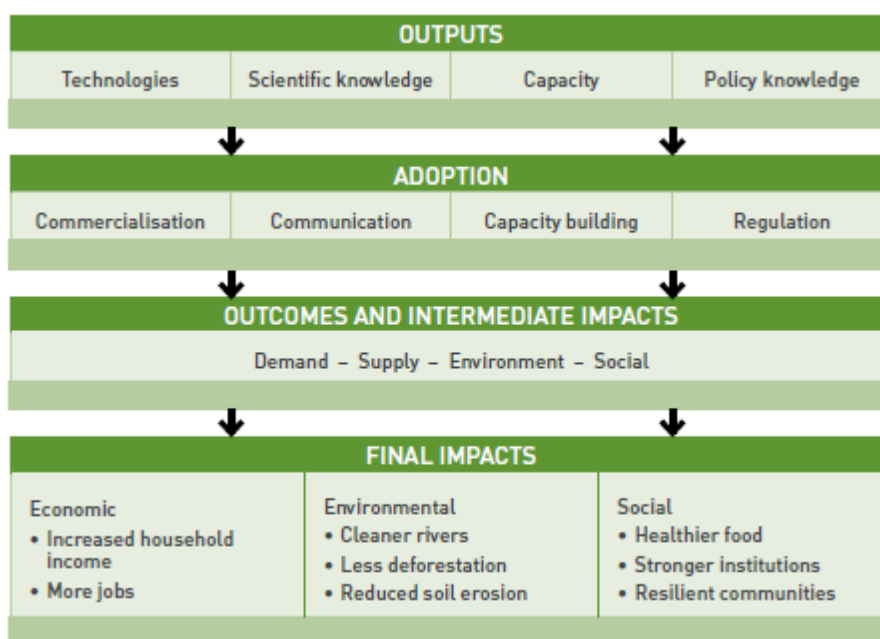 OUTPUTS
Technologies Scientific knowledge Capacity Policy knowledge
ADOPTION
Commercialisation Communication Capacity building Regulation
OUTCOMES AND INTERMEDIATE IMPACTS
Demand – Supply – Environment – Social
FINAL IMPACTS
Economic
• Increased household
income
• More jobs
Environmental
• Cleaner rivers
• Less deforestation
• Reduced soil erosion
Social
• Healthier food
• Stronger institutions
• Resilient communities